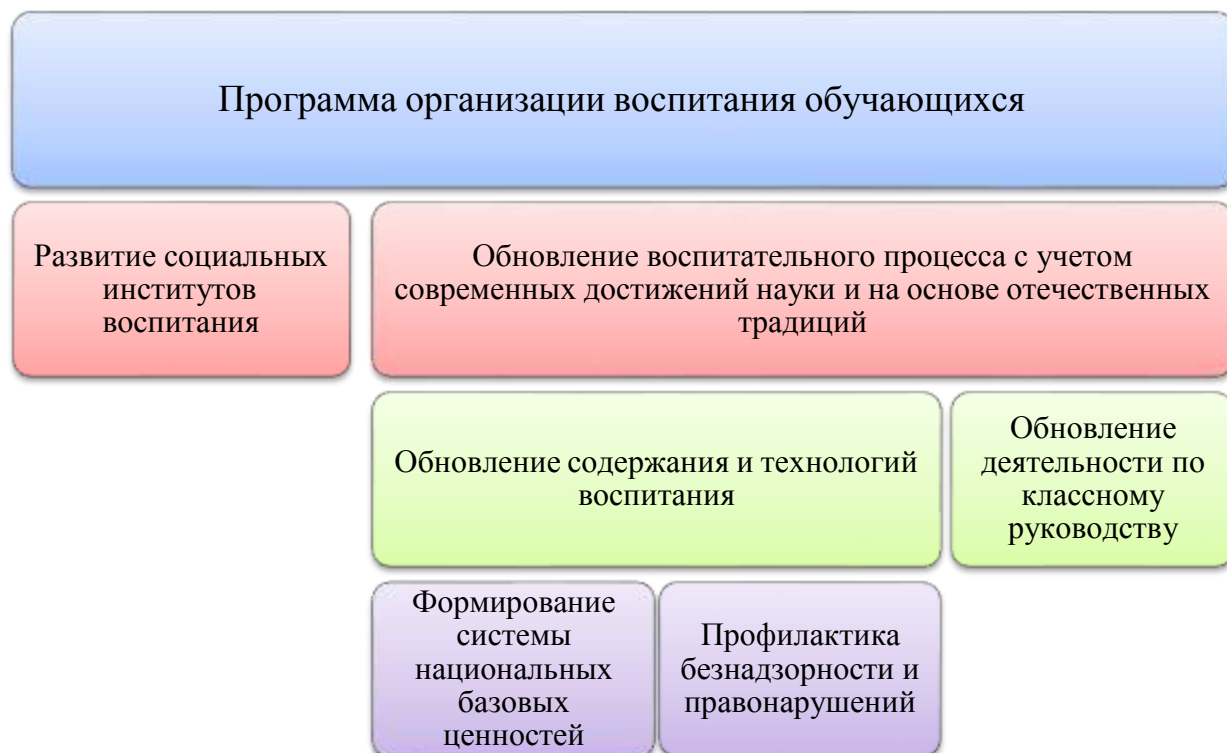 Программа организации воспитания обучающихся
Развитие социальных
институтов
воспитания
Обновление воспитательного процесса с учетом
современных достижений науки и на основе отечественных
традиций
Обновление содержания и технологий
воспитания
Обновление
деятельности по
классному
руководству
Формирование
системы
национальных
базовых
ценностей
Профилактика
безнадзорности и
правонарушений